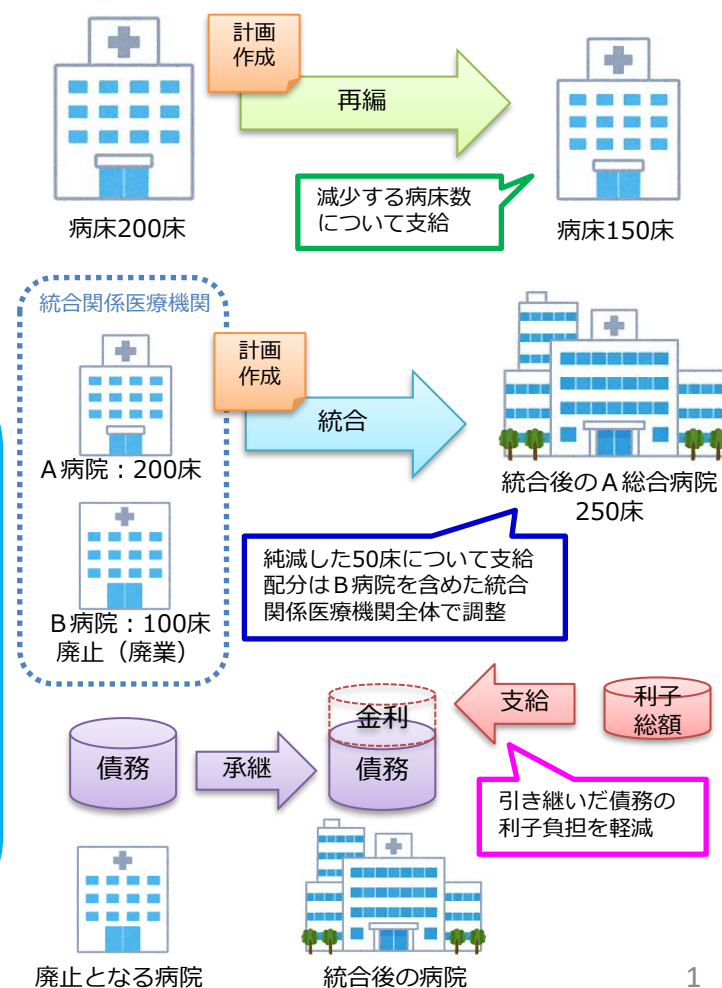 計画
作成
再編
減少する病床数
について支給
病床200床
病床150床
統合関係医療機関
計画
作成
統合
A病院：200床
統合後のA総合病院
250床
純減した50床について支給
配分はB病院を含めた統合
関係医療機関全体で調整
B病院：100床
廃止（廃業）
金利
支給
利子
総額
債務
承継
債務
引き継いだ債務の
利子負担を軽減
廃止となる病院
統合後の病院
1